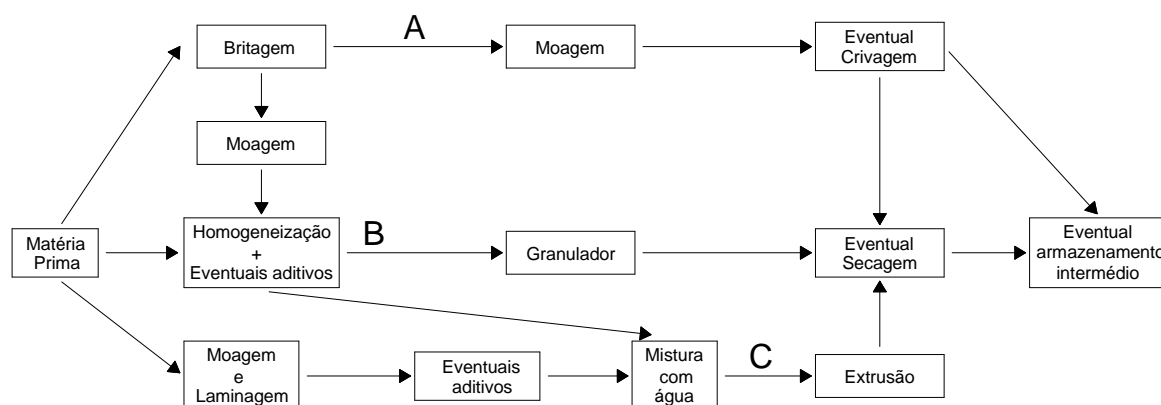 A
Britagem
Moagem
Eventual
Crivagem
Moagem
Matéria
Prima
Homogeneização
+
Eventuais aditivos
B
Granulador
Eventual
Secagem
Eventual
armazenamento
intermédio
Moagem
e
Laminagem
Eventuais
aditivos
Mistura
com
água
C
Extrusão